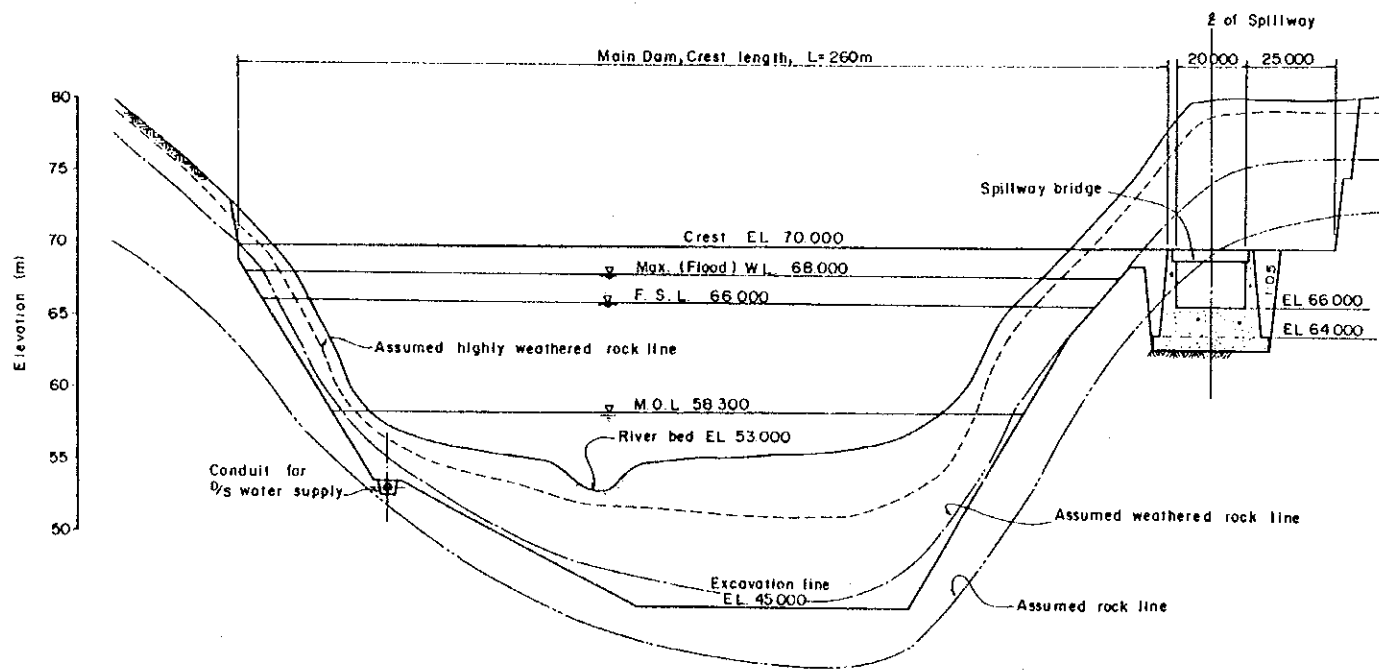 ℄ of Spillway
Main Dam, Crest length, L=260m
20 000
25 000
80
75
70
65
60
55
50
Elevation (m)
Spillway bridge
Crest EL 70.000
Max. (Flood) W L 68 000
F. S. L. 66 000
1:0.5
EL 66 000
EL 64 000
Assumed highly weathered rock line
M.O.L 58.300
River bed EL 53.000
Conduit for
D/S water supply
Assumed weathered rock line
Excavation line
EL. 45 000
Assumed rock line